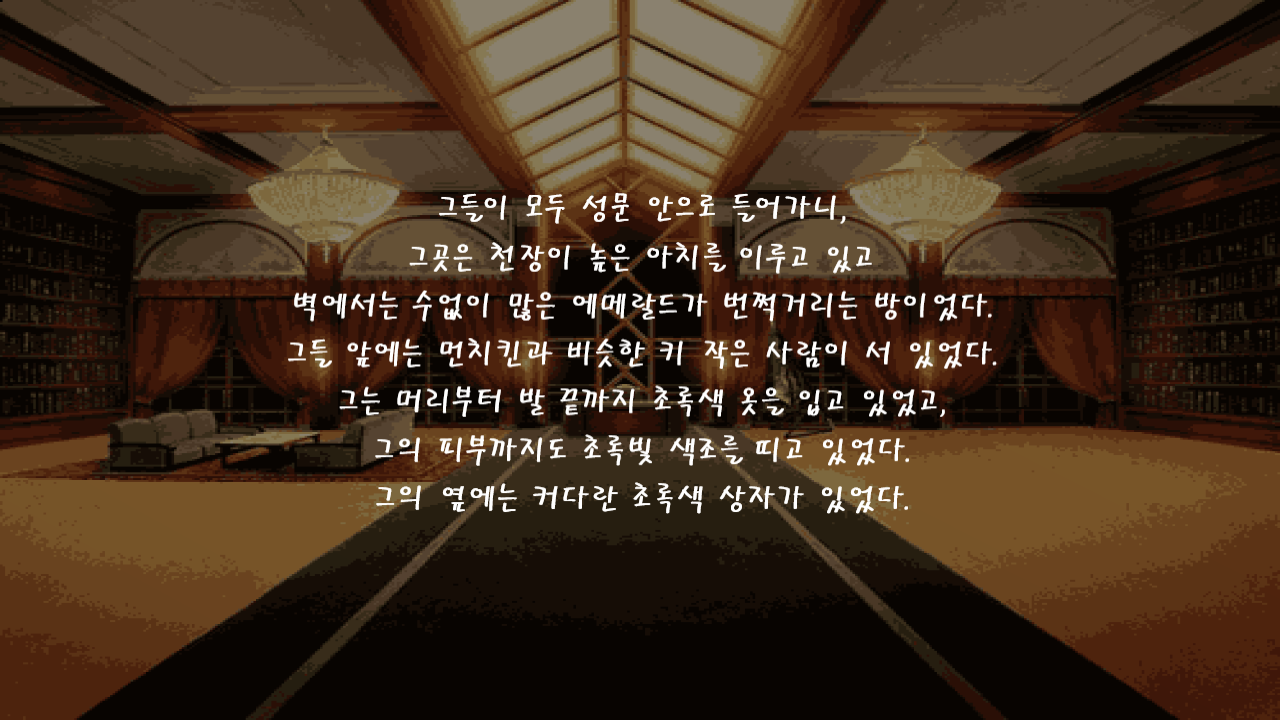 그들이 모두 성문 안으로 들어가니,
그곳은 천장이 높은 아치를 이루고 있고
벽에서는 수없이 많은 에메랄드가 번쩍거리는 방이었다.
그들 앞에는 먼치킨과 비슷한 키 작은 사람이 서 있었다.
그는 머리부터 발 끝까지 초록색 옷을 입고 있었고,
그의 피부까지도 초록빛 색조를 띠고 있었다.
그의 옆에는 커다란 초록색 상자가 있었다.